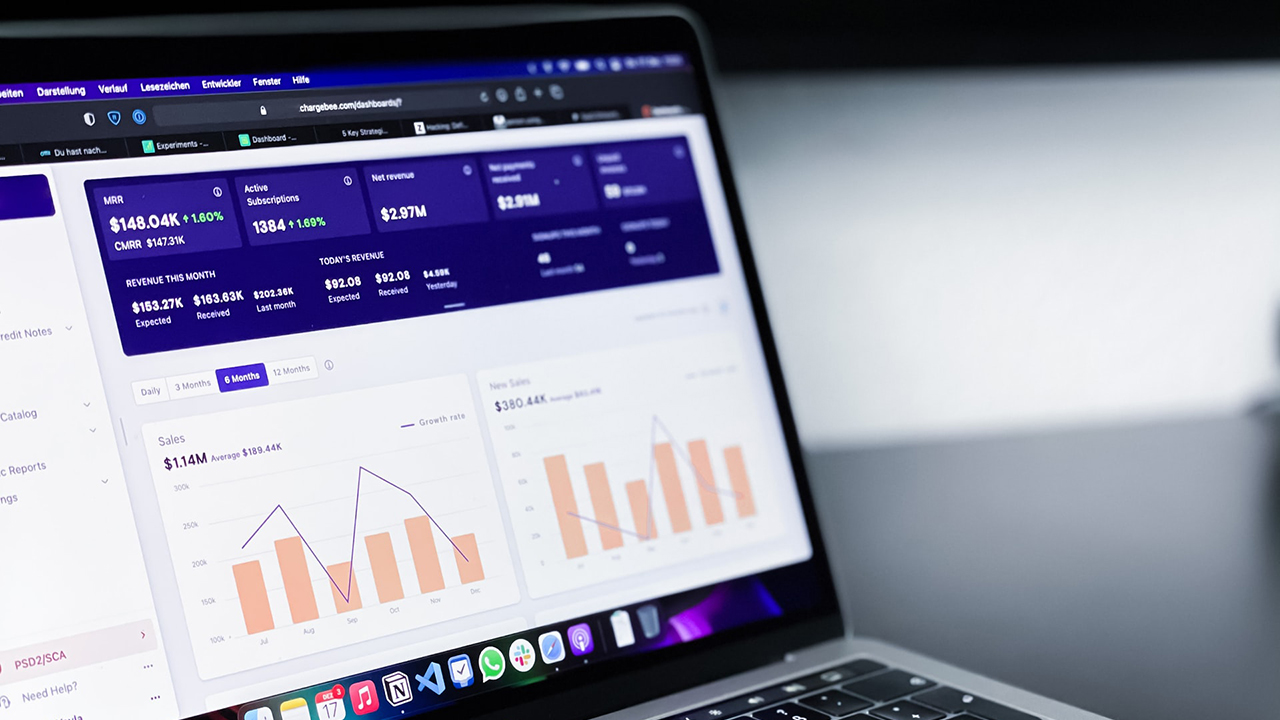 eiten Darstellung Verlauf Lesezeichen Entwickler Fenster Hilfe
chargebee.com/dashboards/?
Du hast nach... Experiments -... Dashboard -... 5 Key Strategi...
MRR
$148.04K ↑ 1.60%
CMRR $147.31K
Active
Subscriptions
1384 ↑ 1.69%
Net revenue
$2.97M
Net payments
received
$2.91M
REVENUE THIS MONTH
$153.27K $163.63K $202.36K
Expected Received Last month
TODAY'S REVENUE
$92.08 $92.08 $4.59K
Expected Received Yesterday
redit Notes
Catalog
c Reports
ngs
PSD2/SCA
Need Help?
Daily 3 Months 6 Months 12 Months
Sales
$1.14M Average $189.44K
Growth rate
300k
250k
200k
150k
100k
Jul Aug Sep Oct Nov Dec
New Sales
$380.44K Average
DEZ 3
17